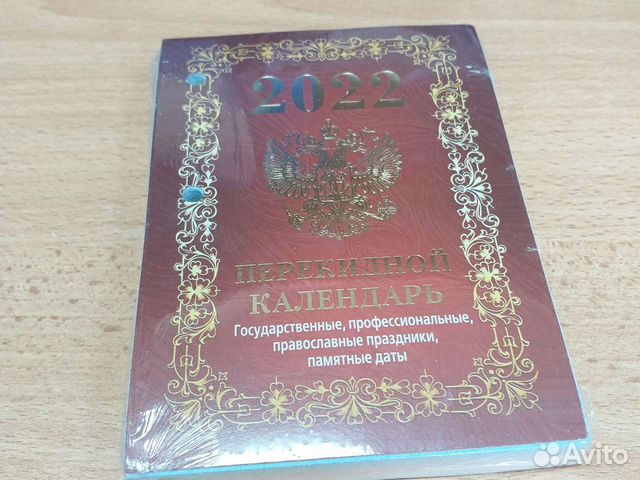 2022
ПЕРЕКИДНОЙ
КАЛЕНДАРЬ
Государственные, профессиональные,
православные праздники,
памятные даты
Avito